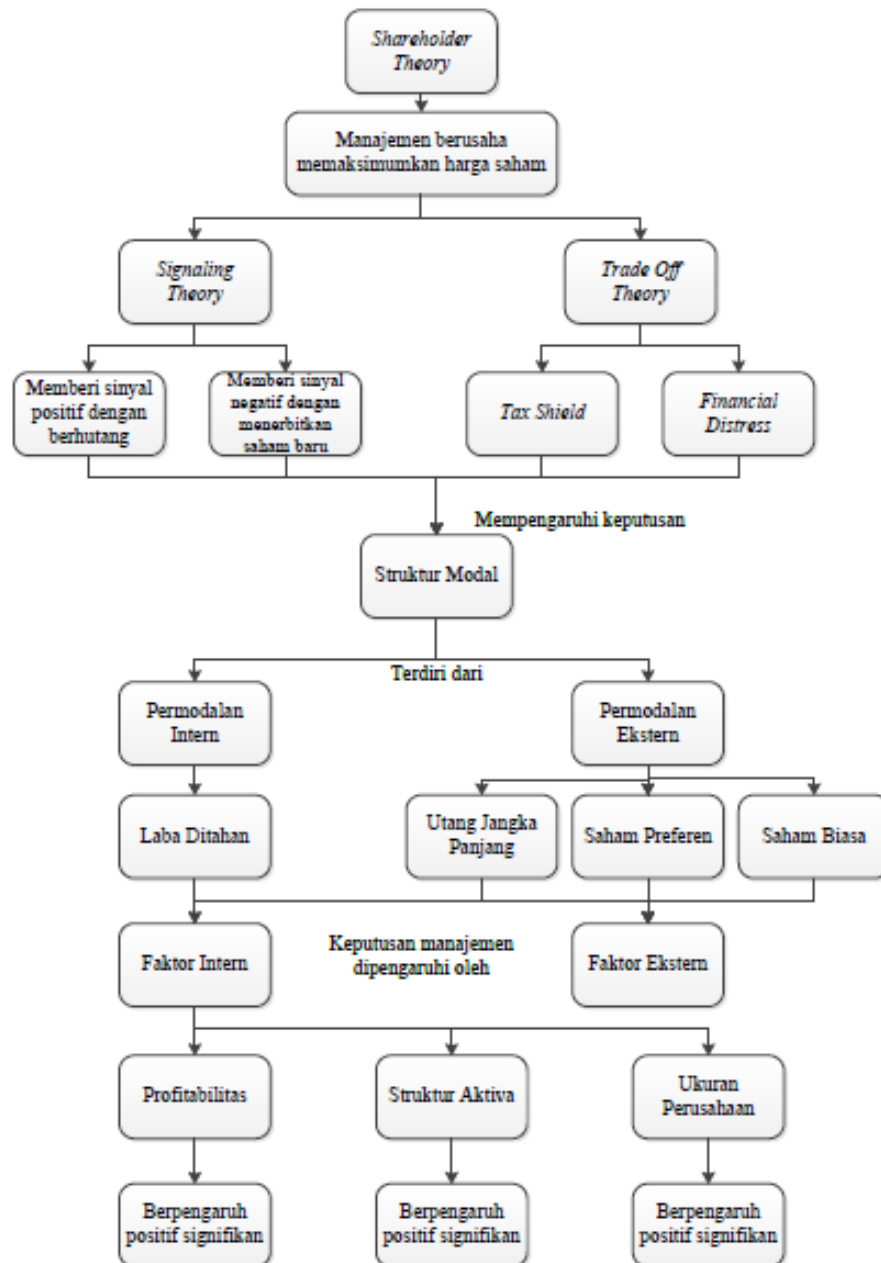 Shareholder
Theory
Manajemen berusaha
memaksimumkan harga saham
Signaling
Theory
Trade Off
Theory
Memberi sinyal
positif dengan
berhutang
Memberi sinyal
negatif dengan
menerbitkan
saham baru
Tax Shield
Financial
Distress
Mempengaruhi keputusan
Struktur Modal
Terdiri dari
Permodalan
Intern
Permodalan
Ekstern
Laba Ditahan
Utang Jangka
Panjang
Saham Preferen
Saham Biasa
Faktor Intern
Keputusan manajemen
dipengaruhi oleh
Faktor Ekstern
Profitabilitas
Struktur Aktiva
Ukuran
Perusahaan
Berpengaruh
positif signifikan
Berpengaruh
positif signifikan
Berpengaruh
positif signifikan